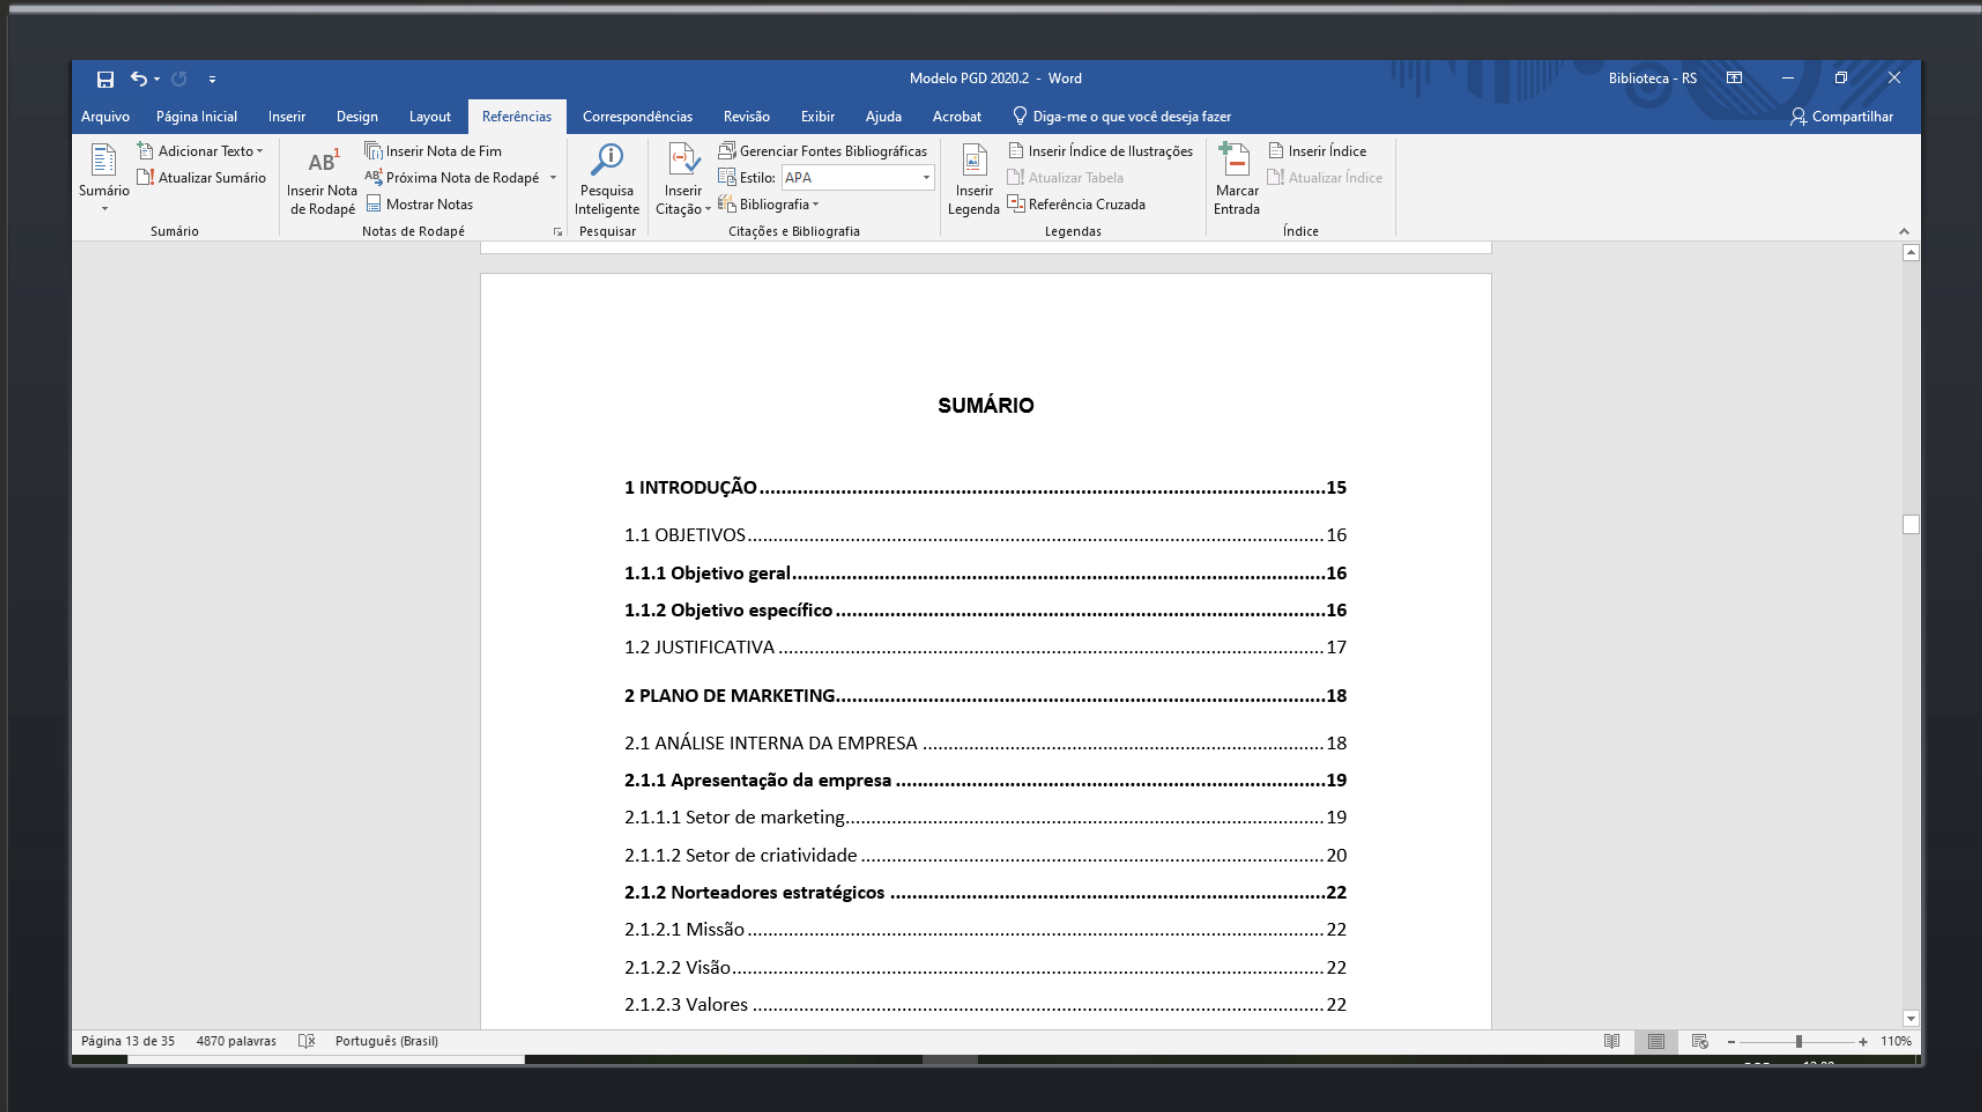 Modelo PGD 2020.2 - Word
Biblioteca - RS
Arquivo Página Inicial Inserir Design Layout Referências Correspondências Revisão Exibir Ajuda Acrobat Diga-me o que você deseja fazer Compartilhar
Sumário
Adicionar Texto
Atualizar Sumário
Sumário
AB1
Inserir Nota de Rodapé
Inserir Nota de Fim
Próxima Nota de Rodapé
Mostrar Notas
Notas de Rodapé
Pesquisa Inteligente
Pesquisar
Inserir Citação
Gerenciar Fontes Bibliográficas
Estilo: APA
Bibliografia
Citações e Bibliografia
Inserir Legenda
Inserir Índice de Ilustrações
Atualizar Tabela
Referência Cruzada
Legendas
Marcar Entrada
Inserir Índice
Atualizar Índice
Índice
SUMÁRIO
1 INTRODUÇÃO..........15
1.1 OBJETIVOS..........16
1.1.1 Objetivo geral..........16
1.1.2 Objetivo específico..........16
1.2 JUSTIFICATIVA..........17
2 PLANO DE MARKETING..........18
2.1 ANÁLISE INTERNA DA EMPRESA..........18
2.1.1 Apresentação da empresa..........19
2.1.1.1 Setor de marketing..........19
2.1.1.2 Setor de criatividade..........20
2.1.2 Norteadores estratégicos..........22
2.1.2.1 Missão..........22
2.1.2.2 Visão..........22
2.1.2.3 Valores..........22
Página 13 de 35 4870 palavras Português (Brasil) 110%